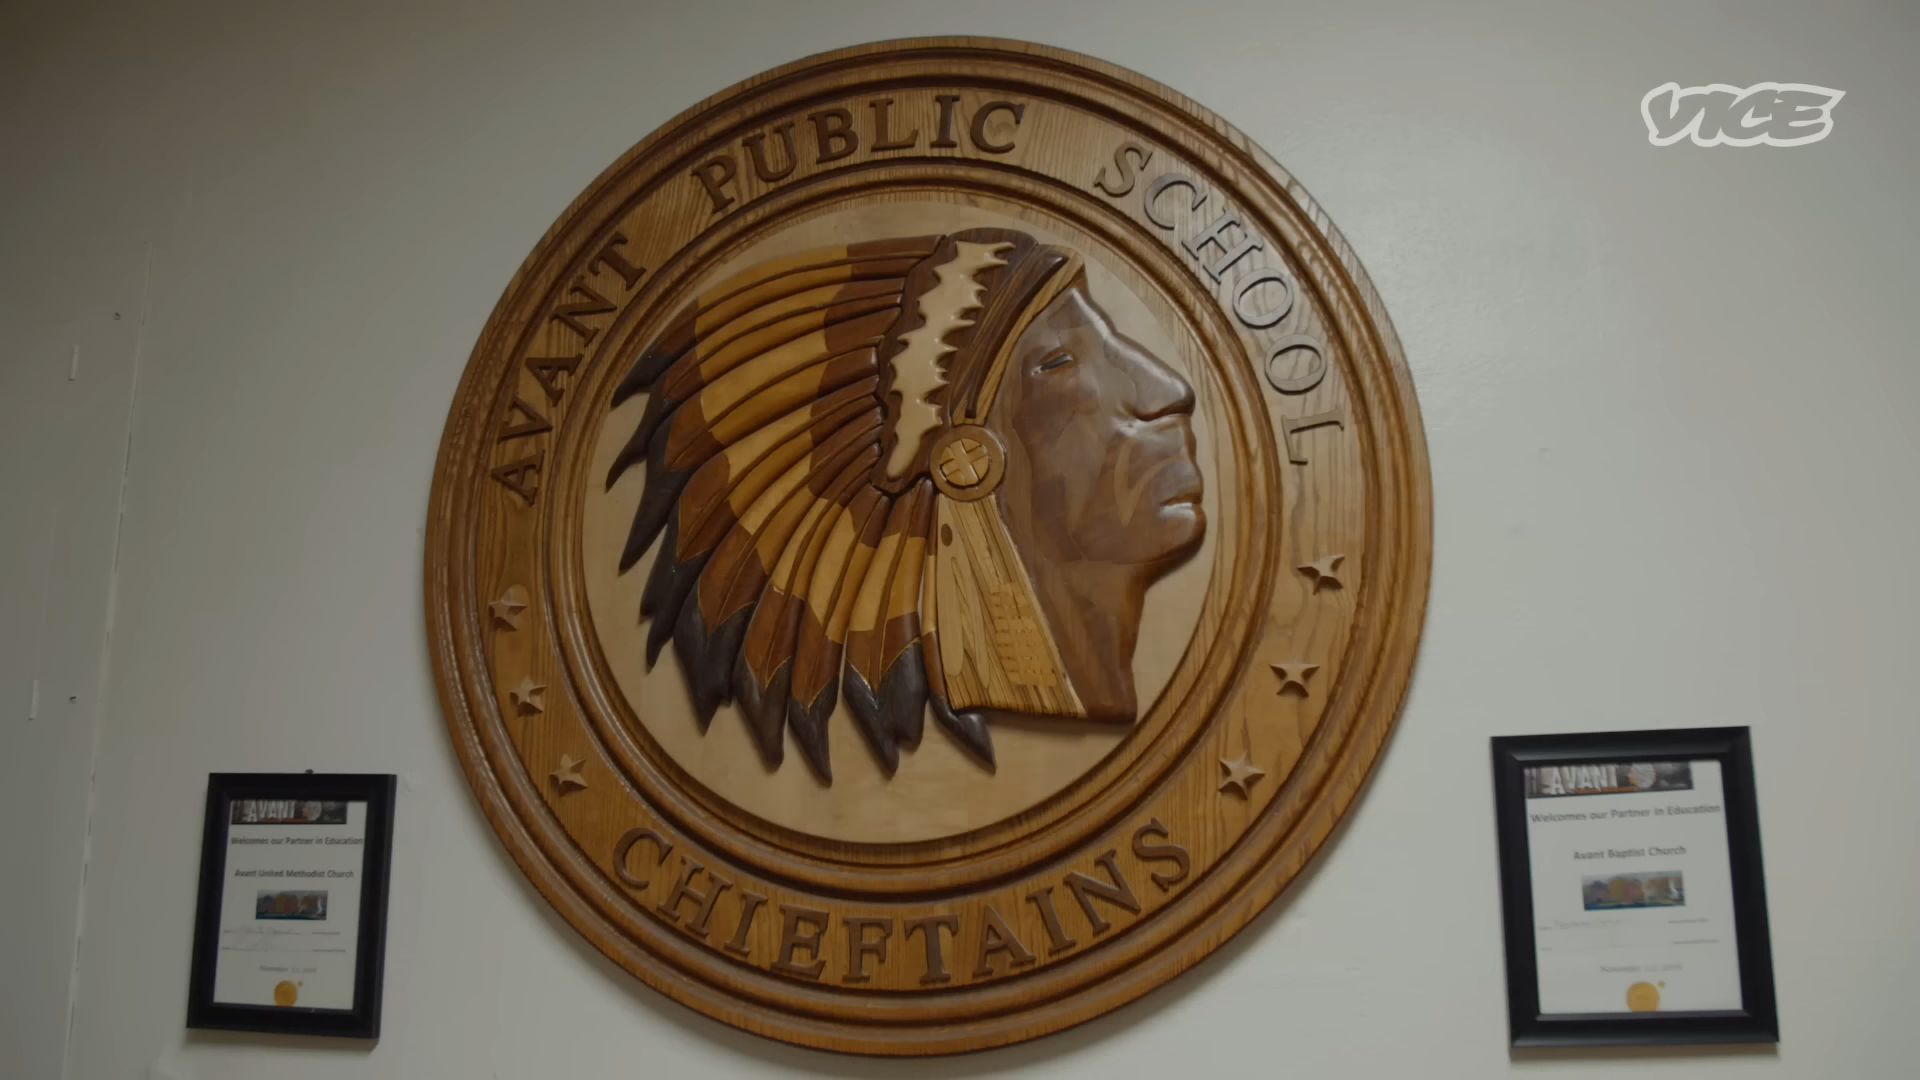 VICE
AVANT PUBLIC SCHOOL
CHIEFTAINS
AVANT
Welcomes our Partner in Education
Avant United Methodist Church
AVANT
Welcomes our Partner in Education
Avant Baptist Church